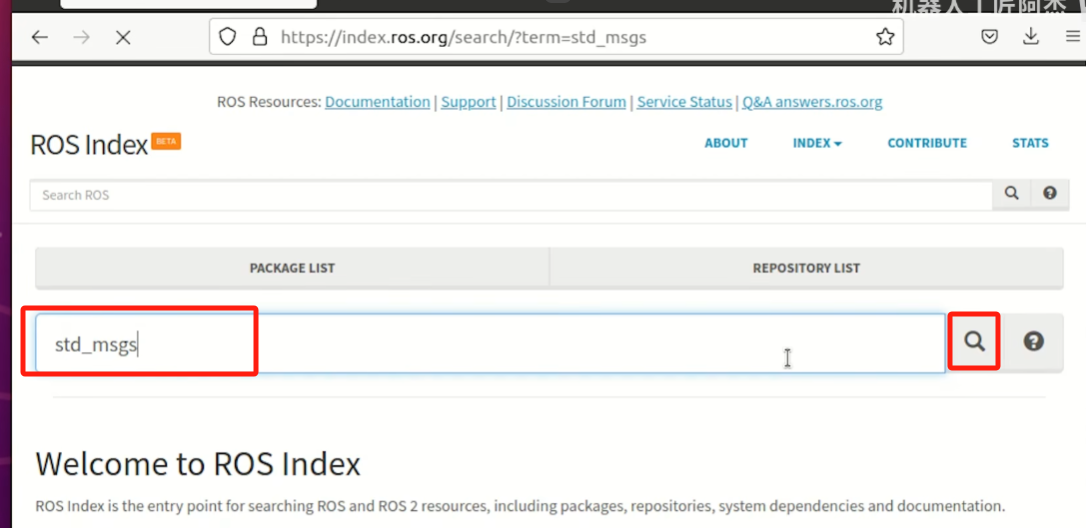 机器人工匠阿杰
https://index.ros.org/search/?term=std_msgs
ROS Resources: Documentation | Support | Discussion Forum | Service Status | Q&A answers.ros.org
ROS Index BETA
ABOUT INDEX CONTRIBUTE STATS
Search ROS
PACKAGE LIST REPOSITORY LIST
std_msgs
Welcome to ROS Index
ROS Index is the entry point for searching ROS and ROS 2 resources, including packages, repositories, system dependencies and documentation.